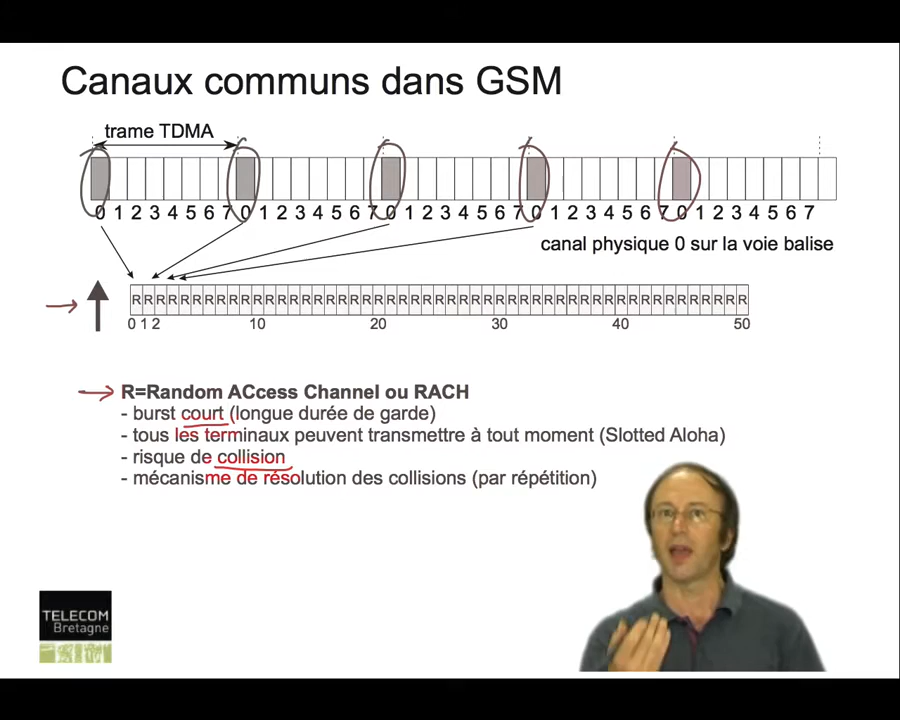 Canaux communs dans GSM
trame TDMA
0 1 2 3 4 5 6 7 0 1 2 3 4 5 6 7 0 1 2 3 4 5 6 7 0 1 2 3 4 5 6 7 0 1 2 3 4 5 6 7
canal physique 0 sur la voie balise
R R R R R R R R R R R R R R R R R R R R R R R R R R R R R R R R R R R R R R R R R R R R R R R R R R R
0 1 2 10 20 30 40 50
R=Random ACcess Channel ou RACH
- burst court (longue durée de garde)
- tous les terminaux peuvent transmettre à tout moment (Slotted Aloha)
- risque de collision
- mécanisme de résolution des collisions (par répétition)
TELECOM
Bretagne